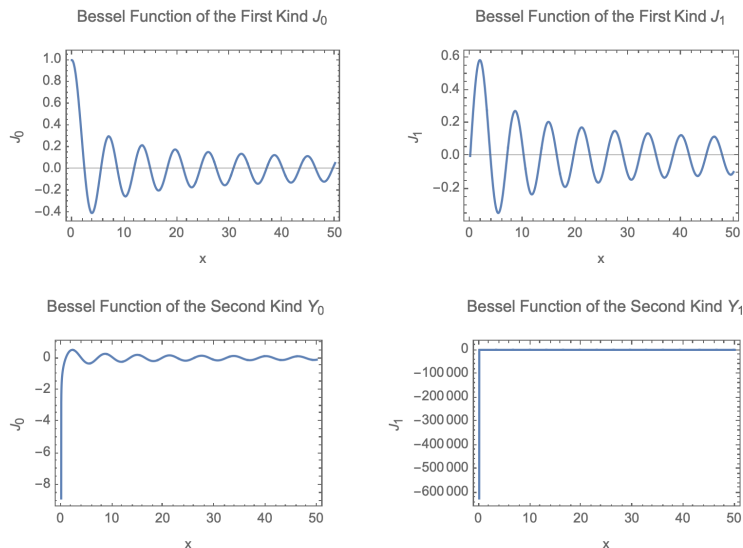 Bessel Function of the First Kind J0
1.0
0.8
0.6
0.4
0.2
0.0
−0.2
−0.4
J0
0 10 20 30 40 50
x
Bessel Function of the First Kind J1
0.6
0.4
0.2
0.0
−0.2
J1
0 10 20 30 40 50
x
Bessel Function of the Second Kind Y0
0
−2
−4
−6
−8
J0
0 10 20 30 40 50
x
Bessel Function of the Second Kind Y1
0
−100 000
−200 000
−300 000
−400 000
−500 000
−600 000
J1
0 10 20 30 40 50
x